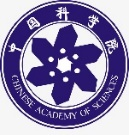 中国科学院
CHINESE ACADEMY OF SCIENCES